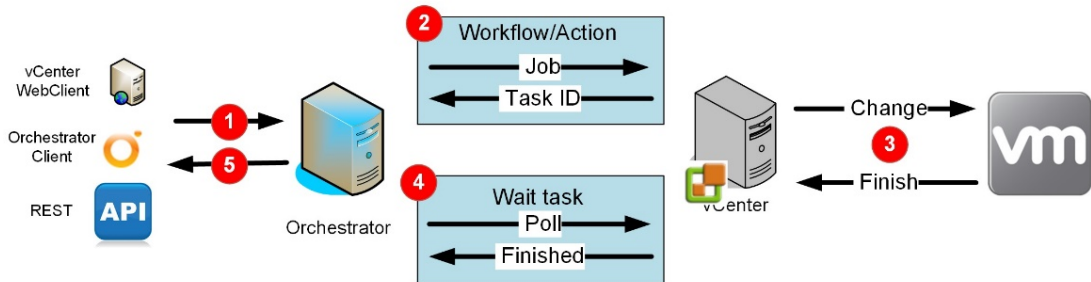 vCenter
WebClient
Orchestrator
Client
REST
API
1
5
Orchestrator
2
Workflow/Action
Job
Task ID
4
Wait task
Poll
Finished
vCenter
Change
3
Finish
vm